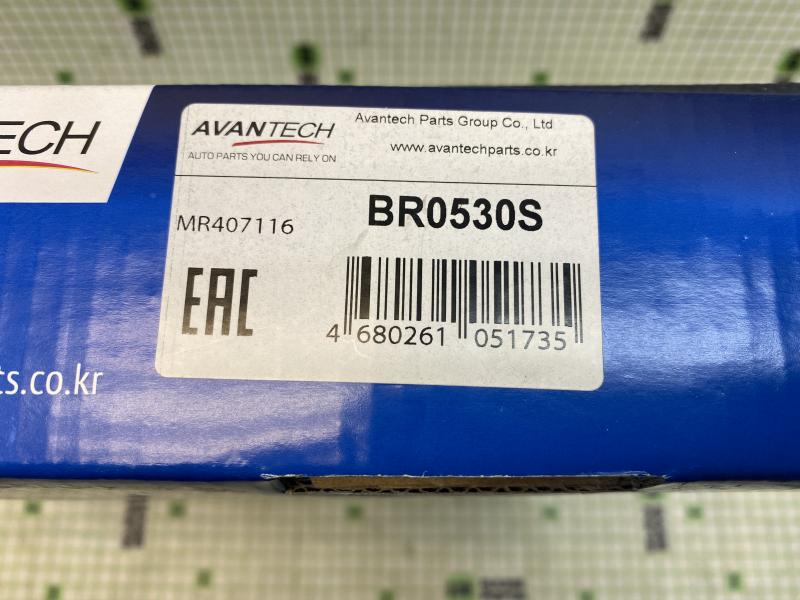 TECH
AVANTECH
AUTO PARTS YOU CAN RELY ON
Avantech Parts Group Co., Ltd
www.avantechparts.co.kr
MR407116
BR0530S
EAC
4 680261 051735
ts.co.kr